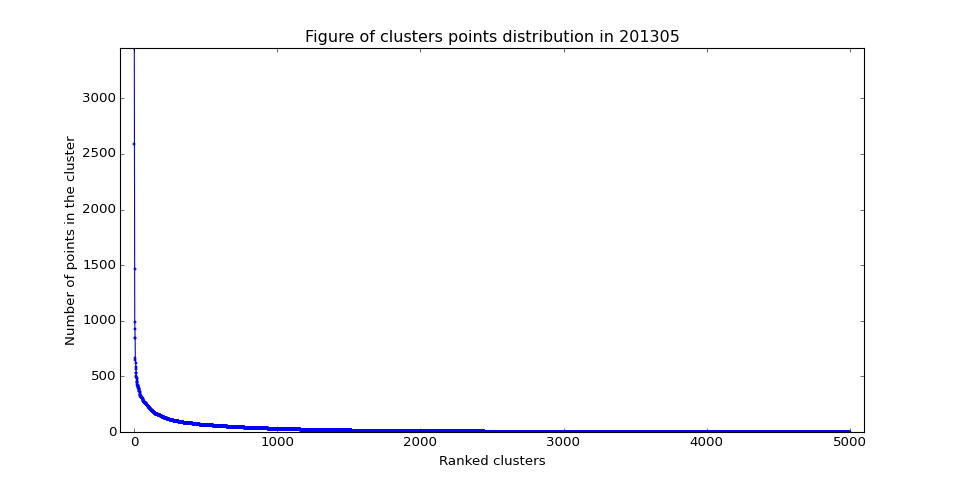 Figure of clusters points distribution in 201305
Number of points in the cluster
3000
2500
2000
1500
1000
500
0
0 1000 2000 3000 4000 5000
Ranked clusters